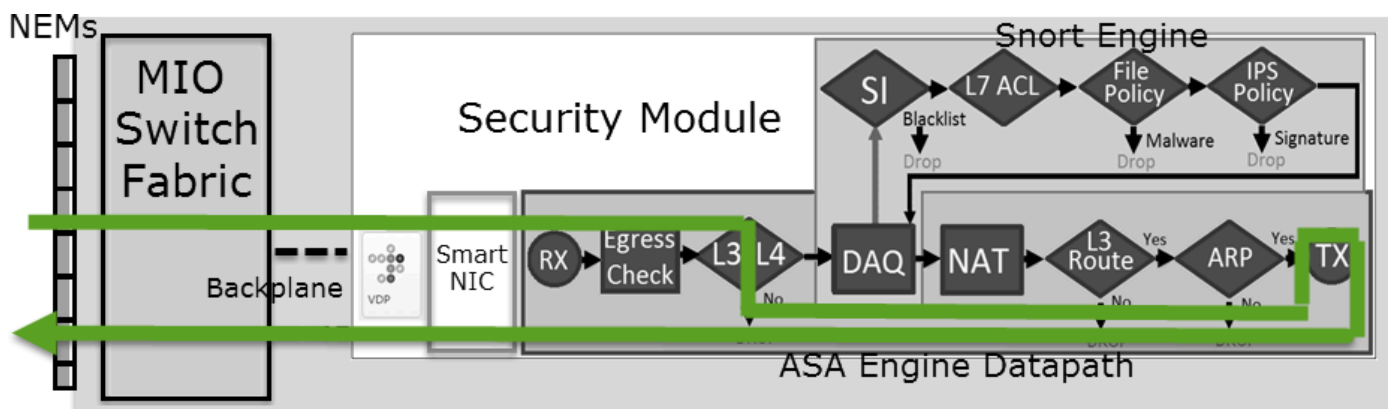 NEMs
MIO
Switch
Fabric
Backplane
Security Module
VDP
Smart
NIC
Snort Engine
SI
L7 ACL
File
Policy
IPS
Policy
Blacklist
Malware
Signature
Drop
Drop
Drop
RX
Egress
Check
L3 L4
No
DAQ
NAT
L3
Route
Yes
No
ARP
Yes
No
TX
ASA Engine Datapath